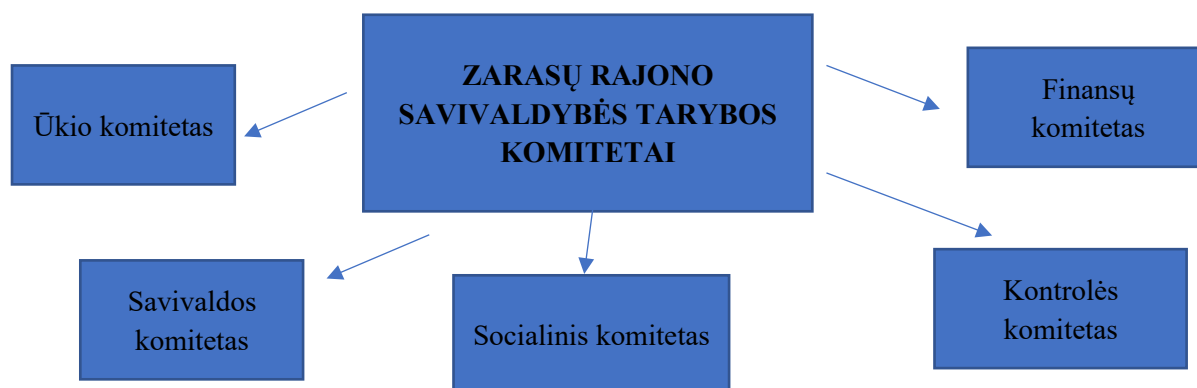 ZARASŲ RAJONO
SAVIVALDYBĖS TARYBOS
KOMITETAI
Ūkio komitetas
Finansų
komitetas
Savivaldos
komitetas
Socialinis komitetas
Kontrolės
komitetas